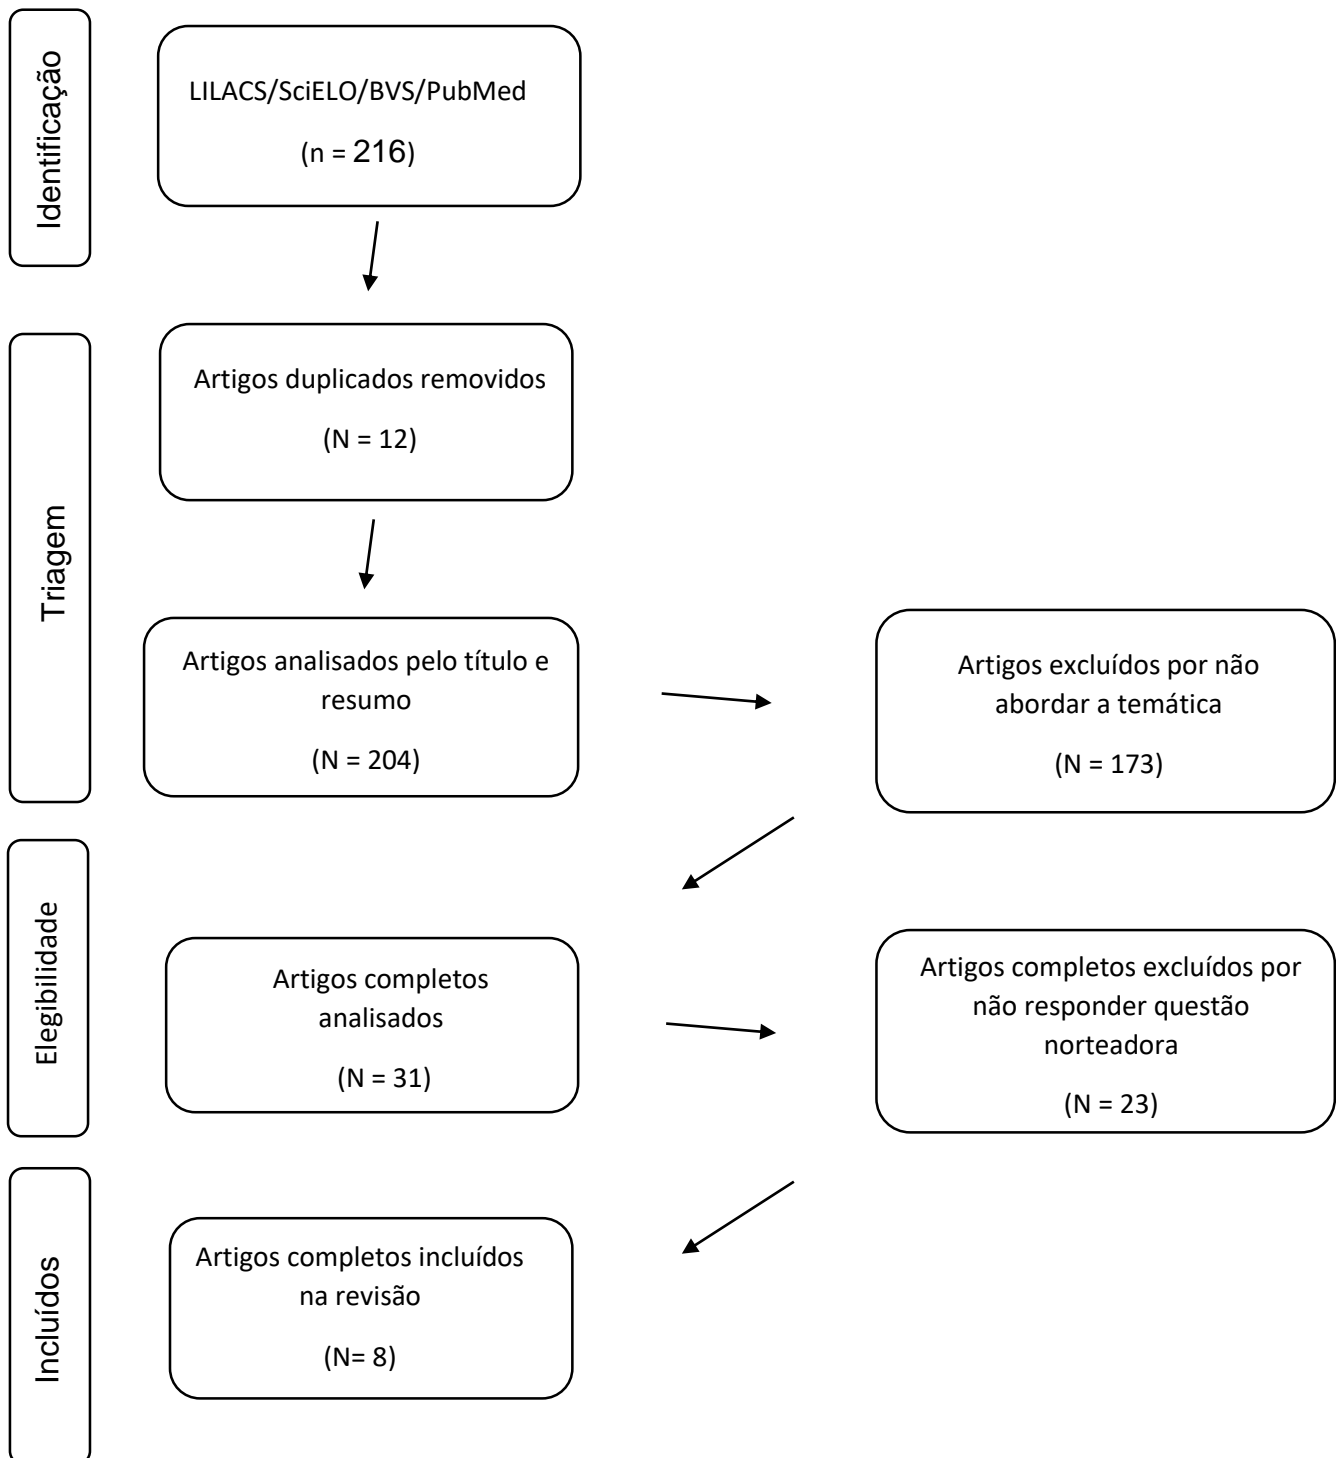 Identificação
LILACS/SciELO/BVS/PubMed
(n = 216)
Triagem
Artigos duplicados removidos
(N = 12)
Artigos analisados pelo título e
resumo
(N = 204)
Artigos excluídos por não
abordar a temática
(N = 173)
Elegibilidade
Artigos completos
analisados
(N = 31)
Artigos completos excluídos por
não responder questão
norteadora
(N = 23)
Incluídos
Artigos completos incluídos
na revisão
(N= 8)